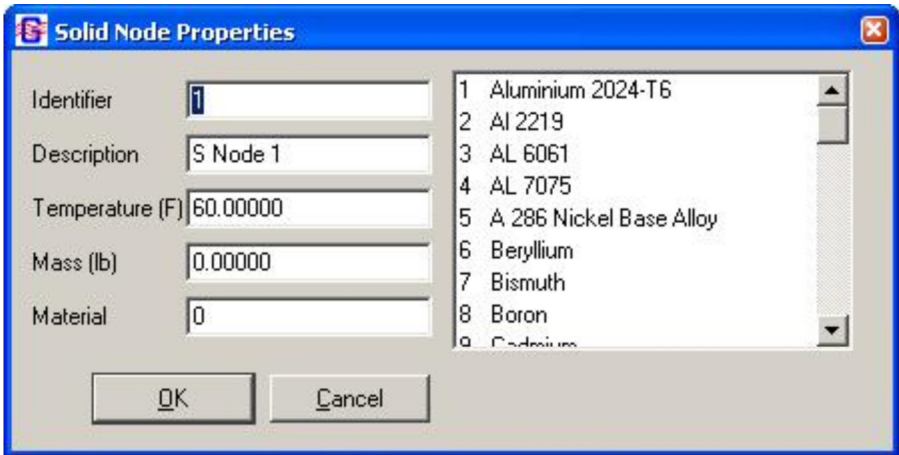 Solid Node Properties
Identifier 1
Description S Node 1
Temperature (F) 60.00000
Mass (lb) 0.00000
Material 0
1 Aluminium 2024-T6
2 Al 2219
3 AL 6061
4 AL 7075
5 A 286 Nickel Base Alloy
6 Beryllium
7 Bismuth
8 Boron
9 Cadmium
OK Cancel